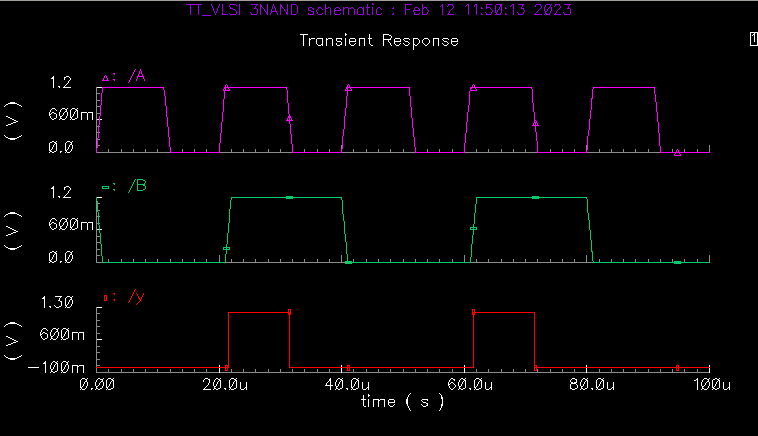 TT_VLSI 3NAND schematic : Feb 12 11:50:13 2023
Transient Response
1
△: /A
1.2
600m
0.0
( V )
▭: /B
1.2
600m
0.0
( V )
▯: /y
1.30
600m
-100m
( V )
0.00 20.0u 40.0u 60.0u 80.0u 100u
time ( s )